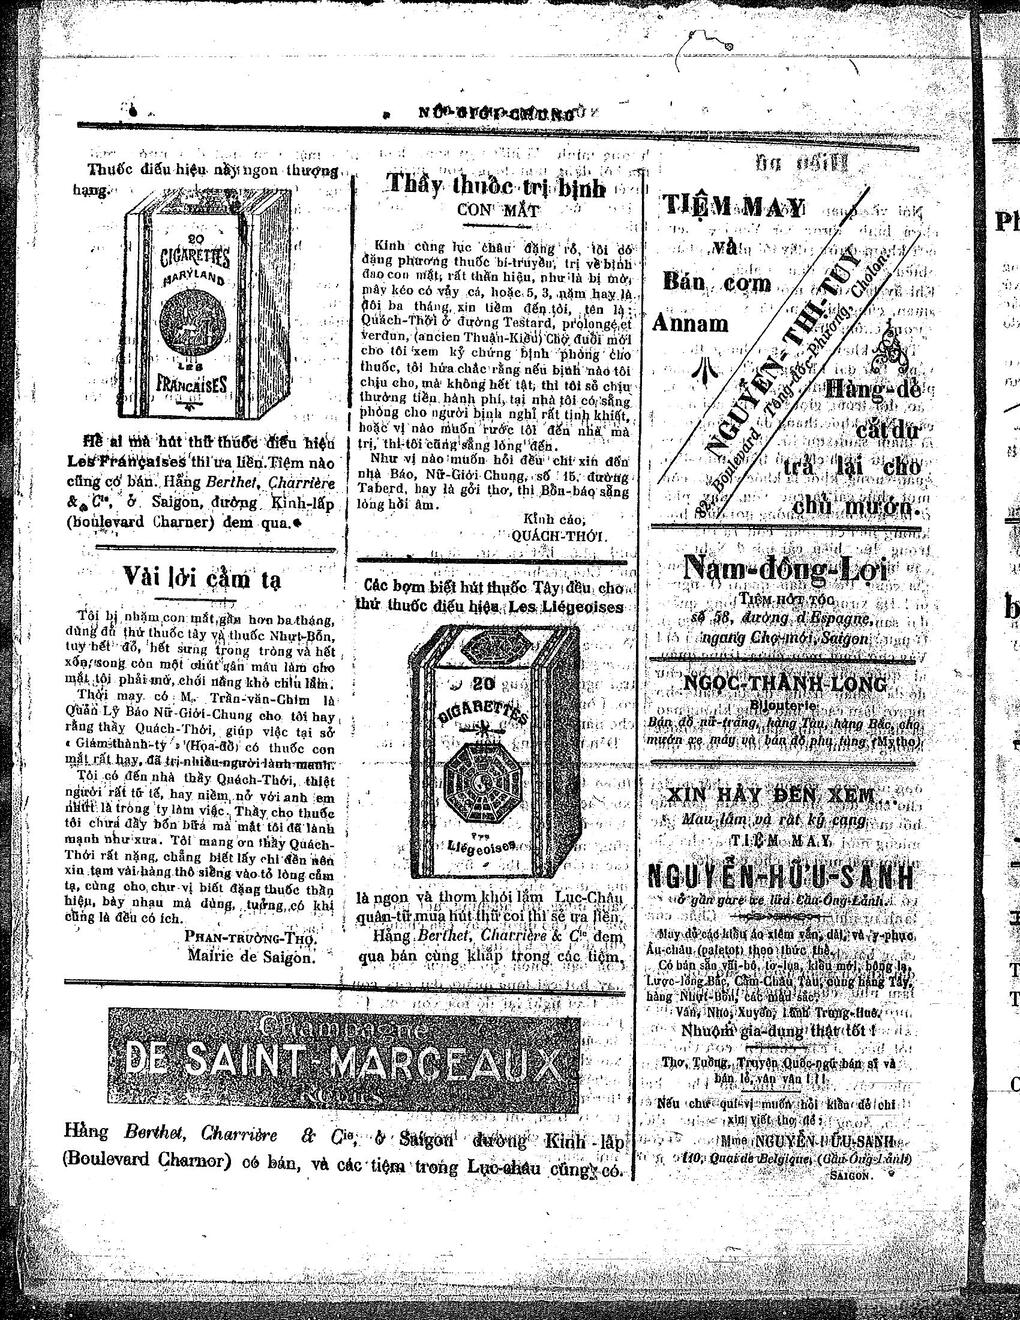 NỮ-GIỚI-CHUNG
Thuốc điếu hiệu nầy ngon thượng
hạng.
20
CIGARETTES
MARYLAND
LES
FRANÇAISES
Hễ ai mà hút thử thuốc điếu hiệu
Les Françaises thì ưa liền. Tiệm nào
cũng có bán. Hãng Berthet, Charrière
& Cie, ở Saigon, đường Kinh-lấp
(boulevard Charner) đem qua.
Vài lời cảm tạ
Tôi bị nhặm con mắt gần hơn ba tháng,
dùng đủ thứ thuốc tây và thuốc Nhựt-Bổn,
tuy hết đỏ, hết sưng trong tròng và hết
xốn, song còn một chút gân máu làm cho
mắt tôi phải mờ, chói nắng khó chịu lắm.
Thời may có M. Trần-văn-Ghim là
Quản Lý Báo Nữ-Giới-Chung cho tôi hay
rằng thầy Quách-Thới, giúp việc tại sở
« Giám-thành-ty » (Họa-đồ) có thuốc con
mắt rất hay, đã trị nhiều người lành mạnh.
Tôi có đến nhà thầy Quách-Thới, thiệt
người rất tử tế, hay niềm nở với anh em
nhứt là trong ty làm việc. Thầy cho thuốc
tôi chưa đầy bốn bữa mà mắt tôi đã lành
mạnh như xưa. Tôi mang ơn thầy Quách-
Thới rất nặng, chẳng biết lấy chi đền nên
xin tạm vài hàng thô siểng vào tỏ lòng cảm
tạ, cùng cho chư vị biết đặng thuốc thần
hiệu, bày nhau mà dùng, tưởng có khi
cũng là đều có ích.
PHAN-TRƯỜNG-THỌ.
Mairie de Saigon.
Thầy thuốc trị bịnh
CON MẮT
Kính cùng lục châu đặng rõ, tôi có
đặng phương thuốc bí-truyền, trị về bịnh
đau con mắt, rất thần hiệu, như là bị mờ,
mây kéo có vảy cá, hoặc 5, 3, năm hay là
đôi ba tháng, xin tiềm đến tôi, tên là
Quách-Thới ở đường Testard, prolongé et
Verdun, (ancien Thuận-Kiều) Chợ đuổi mới
cho tôi xem kỹ chứng bịnh phỏng cho
thuốc, tôi hứa chắc rằng nếu bịnh nào tôi
chịu cho, mà không hết tật, thì tôi sẽ chịu
thường tiền hành phí, tại nhà tôi có sẵng
phòng cho người bịnh nghỉ rất tinh khiết,
hoặc vị nào muốn rước tôi đến nhà mà
trị, thì tôi cũng sẵng lòng đến.
Như vị nào muốn hỏi đều chi xin đến
nhà Báo, Nữ-Giới-Chung, số 15, đường
Taberd, hay là gởi thơ, thì Bổn-báo sẵng
lòng hồi âm.
Kính cáo,
QUÁCH-THỚI.
Các bợm biết hút thuốc Tây đều cho
thứ thuốc điếu hiệu Les Liégeoises
20
CIGARETTES
Liégeoises
là ngon và thơm khói lắm Lục-Châu
quân-tử mua hút thử coi thì sẽ ưa liền.
Hãng Berthet, Charrière & Cie đem
qua bán cùng khắp trong các tiệm.
Champagne
DE SAINT-MARCEAUX
REIMS
Hãng Berthet, Charrière & Cie, ở Saigon đường Kinh-lấp
(Boulevard Charner) có bán, và các tiệm trong Lục-châu cũng có.
TIỆM MAY
và
Bán cơm
Annam
NGUYỄN-THỊ-TUY
82, Boulevard Tổng-đốc-Phương, Cholon.
Hàng-dẻ
cắt dư
trả lại cho
chủ mướn.
Nam-đồng-Lợi
TIỆM HỚT TÓC
số 58, đường d'Espagne,
ngang Chợ-mới, Saigon
NGỌC-THÀNH-LONG
Bijouterie
Bán đồ nữ-trang, hàng Tàu, hàng Bắc, cho
mướn xe máy và bán đồ phụ tùng (Mytho)
XIN HÃY ĐẾN XEM
Mau lắm và rất kỹ càng
TIỆM MAY
NGUYỄN-HỮU-SANH
ở gần gare xe lửa Cầu-Ông-Lãnh.
May đủ các kiểu áo xiêm vắn, dài, và y-phục
Âu-châu (paletot) theo thức thể.
Có bán sẵn vải-bô, tơ-lụa, kiểu mới, bông lạ,
Lược-lồng Bắc, Cẩm-Châu Tàu, cùng hàng Tây,
hàng Nhựt-Bổn, các màu sắc
Vân, Nho, Xuyến, Lãnh Trung-Huê.
Nhuộm gia-dụng thật tốt !
Thơ, Tuồng, Truyện Quốc-ngữ bán sỉ và
bán lẻ, vân vân ! ! !
Nếu chư quí-vị muốn hỏi kiểu đề chi
xin viết thơ đề :
Mme NGUYỄN-HỮU-SANH
110, Quai de Belgique, (Cầu-Ông-Lãnh)
SAIGON.